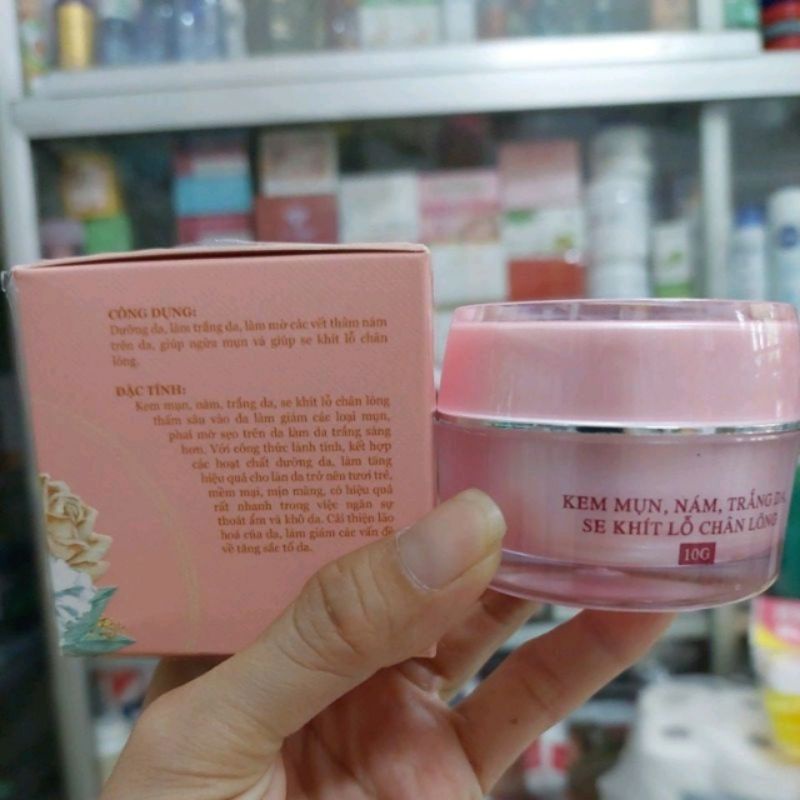 CÔNG DỤNG:
Dưỡng da, làm trắng da, làm mờ các vết thâm nám
trên da, giúp ngừa mụn và giúp se khít lỗ chân
lông.
ĐẶC TÍNH:
Kem mụn, nám, trắng da, se khít lỗ chân lông
thấm sâu vào da làm giảm các loại mụn,
phai mờ sẹo trên da làm da trắng sáng
hơn. Với công thức lành tính, kết hợp
các hoạt chất dưỡng da, làm tăng
hiệu quả cho làn da trở nên tươi trẻ,
mềm mại, mịn màng, có hiệu quả
rất nhanh trong việc ngăn sự
thoát ẩm và khô da. Cải thiện lão
hoá của da, làm giảm các vấn đề
về tăng sắc tố da.
KEM MỤN, NÁM, TRẮNG DA,
SE KHÍT LỖ CHÂN LÔNG
10G